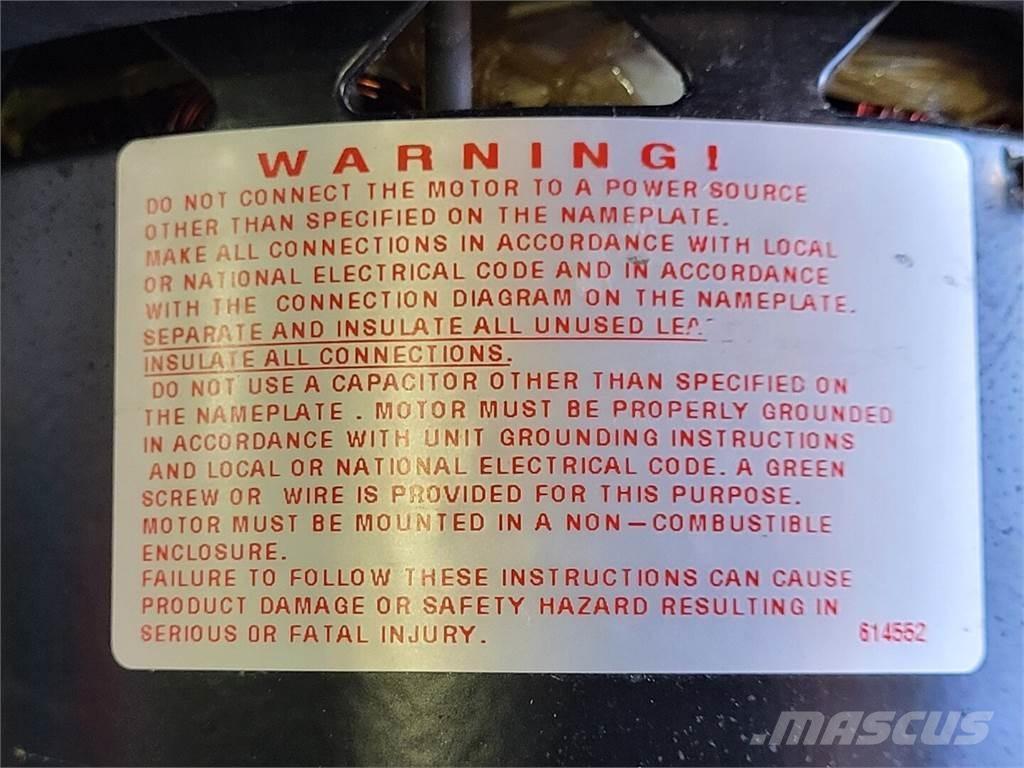 WARNING!
DO NOT CONNECT THE MOTOR TO A POWER SOURCE
OTHER THAN SPECIFIED ON THE NAMEPLATE.
MAKE ALL CONNECTIONS IN ACCORDANCE WITH LOCAL
OR NATIONAL ELECTRICAL CODE AND IN ACCORDANCE
WITH THE CONNECTION DIAGRAM ON THE NAMEPLATE.
SEPARATE AND INSULATE ALL UNUSED
INSULATE ALL CONNECTIONS.
DO NOT USE A CAPACITOR OTHER THAN SPECIFIED ON
THE NAMEPLATE . MOTOR MUST BE PROPERLY GROUNDED
IN ACCORDANCE WITH UNIT GROUNDING INSTRUCTIONS
AND LOCAL OR NATIONAL ELECTRICAL CODE. A GREEN
SCREW OR WIRE IS PROVIDED FOR THIS PURPOSE.
MOTOR MUST BE MOUNTED IN A NON—COMBUSTIBLE
ENCLOSURE.
FAILURE TO FOLLOW THESE INSTRUCTIONS CAN CAUSE
PRODUCT DAMAGE OR SAFETY HAZARD RESULTING IN
SERIOUS OR FATAL INJURY.
614552
.MASCUS